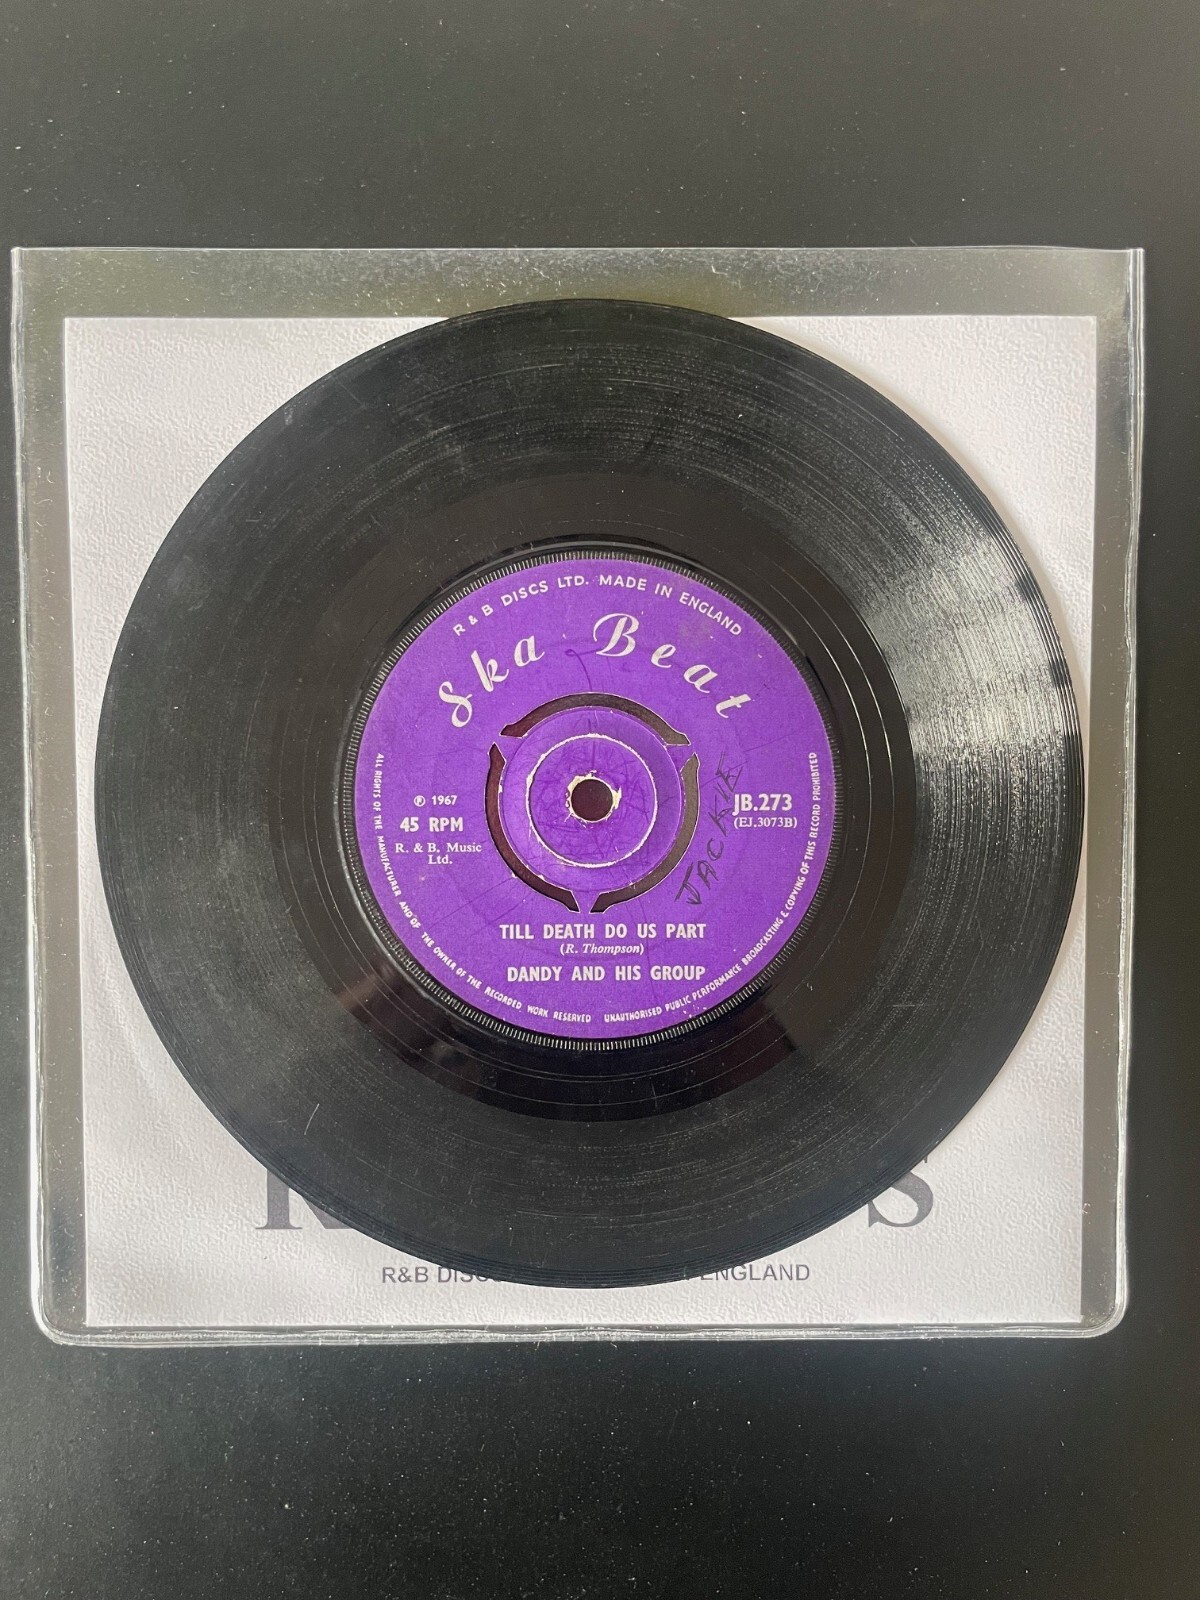 R & B DISCS LTD. MADE IN ENGLAND
Ska Beat
℗ 1967
45 RPM
R. & B. Music
Ltd.
JB.273
(EJ.3073B)
JACKIE
TILL DEATH DO US PART
(R. Thompson)
DANDY AND HIS GROUP
ALL RIGHTS OF THE MANUFACTURER AND/OF THE OWNER OF THE RECORDED WORK RESERVED UNAUTHORISED PUBLIC PERFORMANCE BROADCASTING & COPYING OF THIS RECORD PROHIBITED
R&B ENGLAND